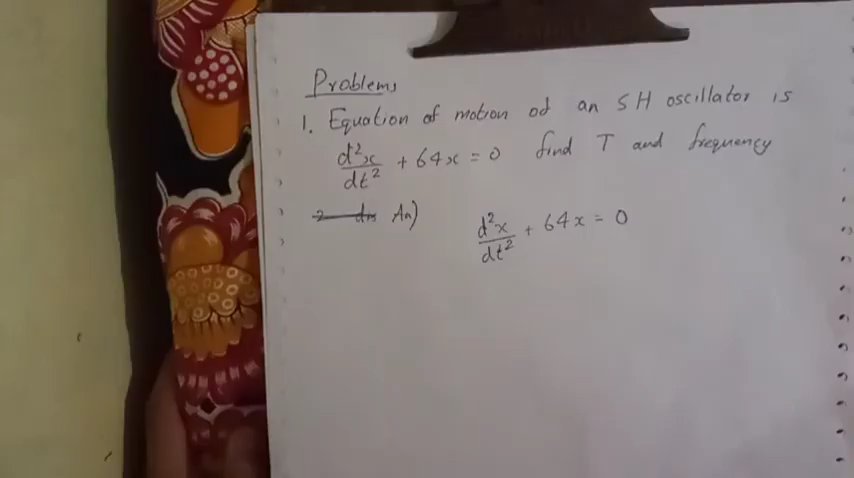 Problems
1. Equation of motion od an SH oscillator is
d²x/dt² + 64x = 0 find T and frequency
An) d²x/dt² + 64x = 0